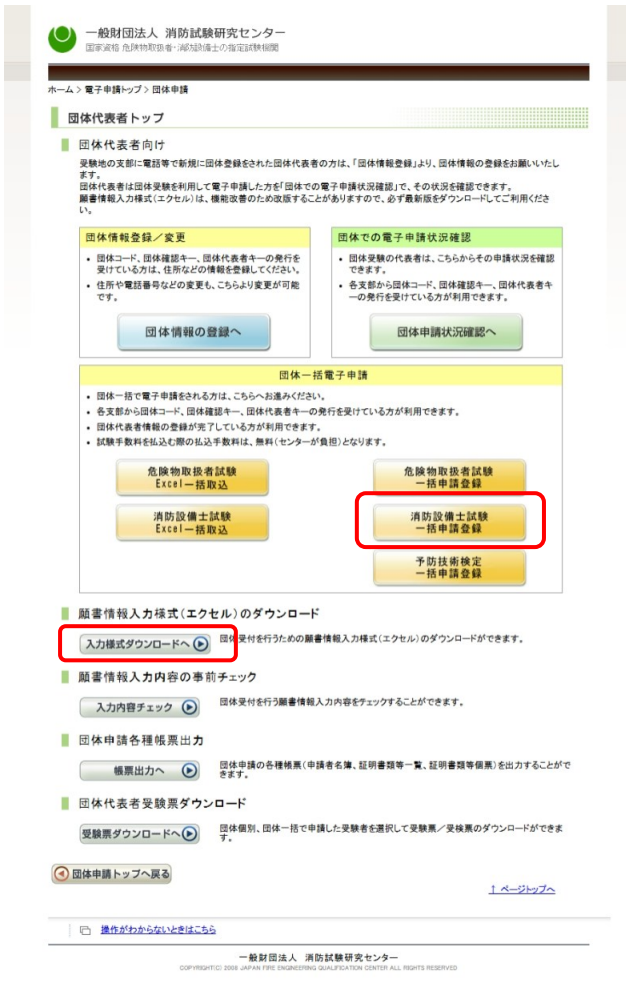 一般財団法人 消防試験研究センター
国家資格 危険物取扱者・消防設備士の指定試験機関
ホーム > 電子申請トップ > 団体申請
団体代表者トップ
団体代表者向け
受験地の支部に電話等で新規に団体登録をされた団体代表者の方は、「団体情報登録」より、団体情報の登録をお願いいたし
ます。
団体代表者は団体受験を利用して電子申請した方を「団体での電子申請状況確認」で、その状況を確認できます。
願書情報入力様式(エクセル)は、機能改善のため改版することがありますので、必ず最新版をダウンロードしてご利用くださ
い。
団体情報登録/変更
• 団体コード、団体確認キー、団体代表者キーの発行を
受けている方は、住所などの情報を登録してください。
• 住所や電話番号などの変更も、こちらより変更が可能
です。
団体情報の登録へ
団体での電子申請状況確認
• 団体受験の代表者は、こちらからその申請状況を確認
できます。
• 各支部から団体コード、団体確認キー、団体代表者キ
ーの発行を受けている方が利用できます。
団体申請状況確認へ
団体一括電子申請
• 団体一括で電子申請をされる方は、こちらへお進みください。
• 各支部から団体コード、団体確認キー、団体代表者キーの発行を受けている方が利用できます。
• 団体代表者情報の登録が完了している方が利用できます。
• 試験手数料を払込む際の払込手数料は、無料(センターが負担)となります。
危険物取扱者試験
Excel一括取込
危険物取扱者試験
一括申請登録
消防設備士試験
Excel一括取込
消防設備士試験
一括申請登録
予防技術検定
一括申請登録
願書情報入力様式(エクセル)のダウンロード
入力様式ダウンロードへ
団体受付を行うための願書情報入力様式(エクセル)のダウンロードができます。
願書情報入力内容の事前チェック
入力内容チェック
団体受付を行う願書情報入力内容をチェックすることができます。
団体申請各種帳票出力
帳票出力へ
団体申請の各種帳票(申請者名簿、証明書類等一覧、証明書類等個票)を出力することがで
きます。
団体代表者受験票ダウンロード
受験票ダウンロードへ
団体個別、団体一括で申請した受験者を選択して受験票/受検票のダウンロードができま
す。
団体申請トップへ戻る
↑ ページトップへ
操作がわからないときはこちら
一般財団法人 消防試験研究センター
COPYRIGHT(C) 2008 JAPAN FIRE ENGINEERING QUALIFICATION CENTER ALL RIGHTS RESERVED